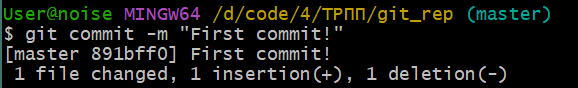 User@noise MINGW64 /d/code/4/ТРПП/git_rep (master)
$ git commit -m "First commit!"
[master 891bff0] First commit!
 1 file changed, 1 insertion(+), 1 deletion(-)